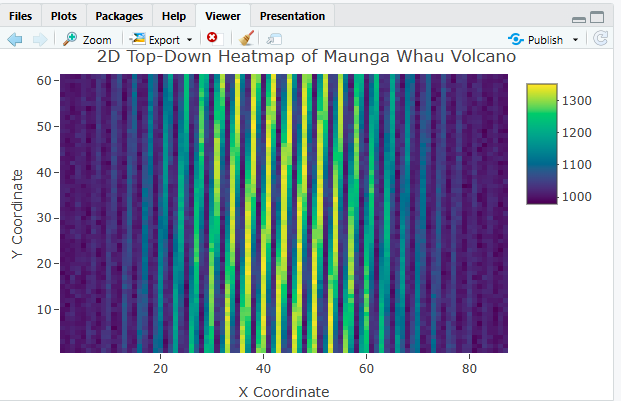 Files Plots Packages Help Viewer Presentation
Zoom Export Publish
2D Top-Down Heatmap of Maunga Whau Volcano
60
50
40
30
20
10
Y Coordinate
20 40 60 80
X Coordinate
1300
1200
1100
1000